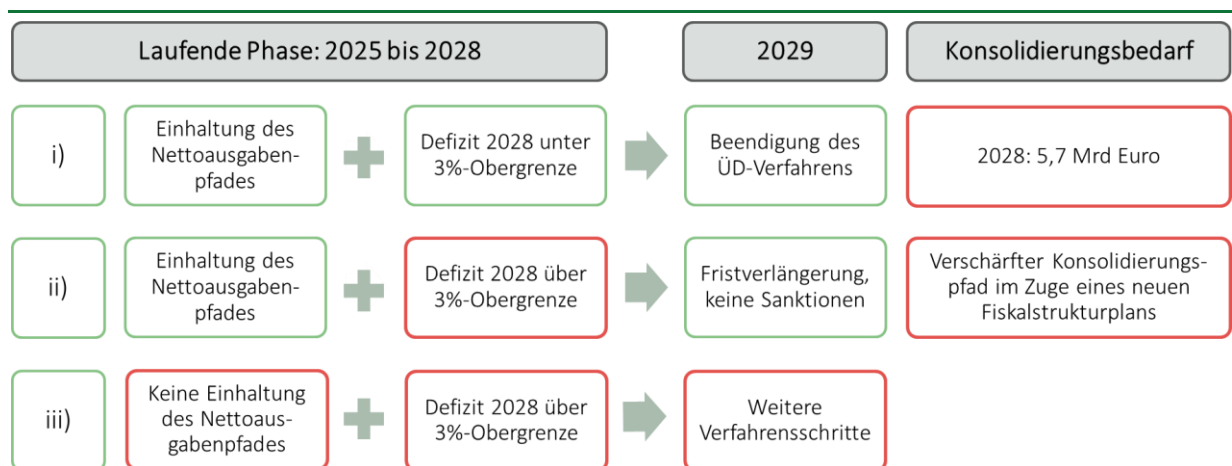 Laufende Phase: 2025 bis 2028
2029
Konsolidierungsbedarf
i)
Einhaltung des
Nettoausgaben-
pfades
Defizit 2028 unter
3%-Obergrenze
Beendigung des
ÜD-Verfahrens
2028: 5,7 Mrd Euro
ii)
Einhaltung des
Nettoausgaben-
pfades
Defizit 2028 über
3%-Obergrenze
Fristverlängerung,
keine Sanktionen
Verschärfter Konsolidierungs-
pfad im Zuge eines neuen
Fiskalstrukturplans
iii)
Keine Einhaltung
des Nettoaus-
gabenpfades
Defizit 2028 über
3%-Obergrenze
Weitere
Verfahrensschritte